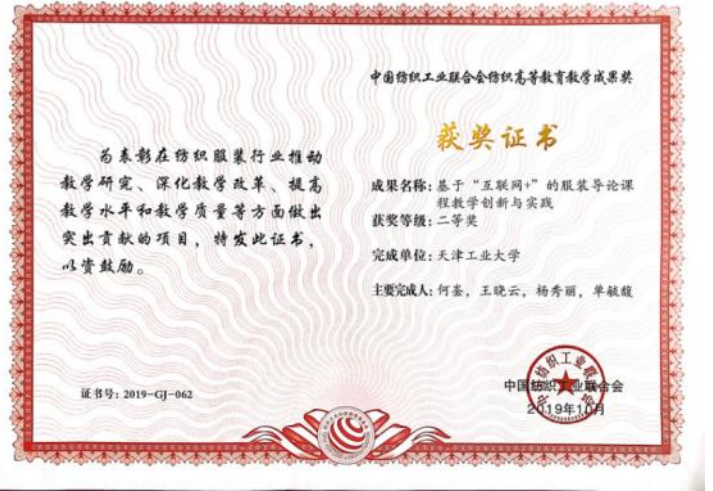 为表彰在纺织服装行业推动
教学研究、深化教学改革、提高
教学水平和教学质量等方面做出
突出贡献的项目，特发此证书，
以资鼓励。
证书号：2019-GJ-062
中国纺织工业联合会纺织高等教育教学成果奖
获奖证书
成果名称：基于“互联网+”的服装导论课
程教学创新与实践
获奖等级：二等奖
完成单位：天津工业大学
主要完成人：何崟，王晓云，杨秀丽，单毓馥
中国纺织工业联合会
2019年10月